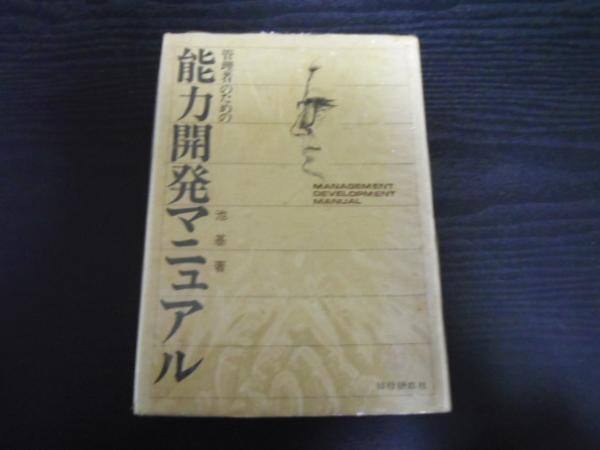 管理者のための
能力開発マニュアル
池 基 著
MANAGEMENT
DEVELOPMENT
MANUAL